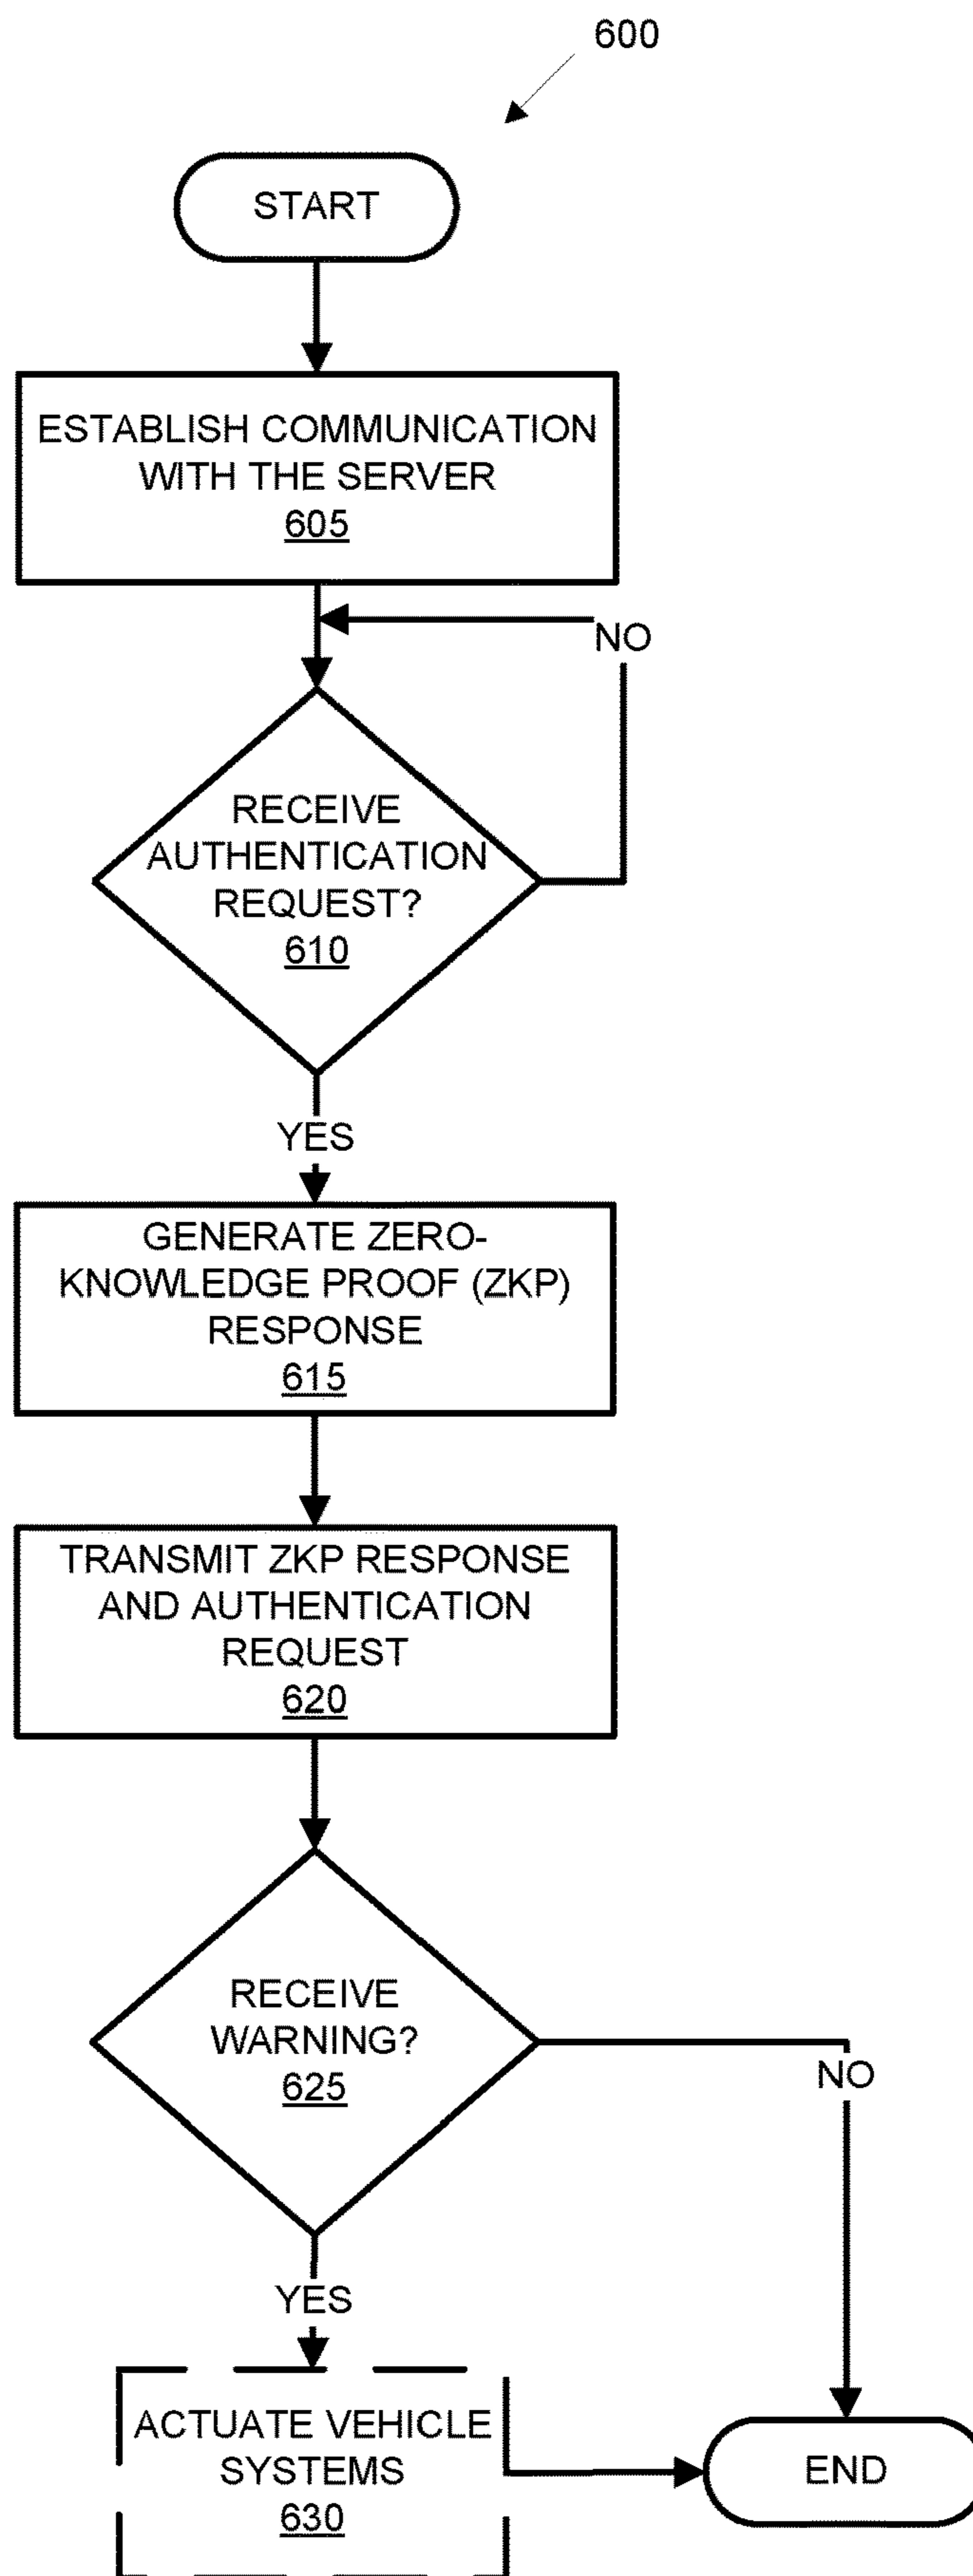 600
START
ESTABLISH COMMUNICATION
WITH THE SERVER
605
NO
RECEIVE
AUTHENTICATION
REQUEST?
610
YES
GENERATE ZERO-
KNOWLEDGE PROOF (ZKP)
RESPONSE
615
TRANSMIT ZKP RESPONSE
AND AUTHENTICATION
REQUEST
620
RECEIVE
WARNING?
625
NO
YES
ACTUATE VEHICLE
SYSTEMS
630
END